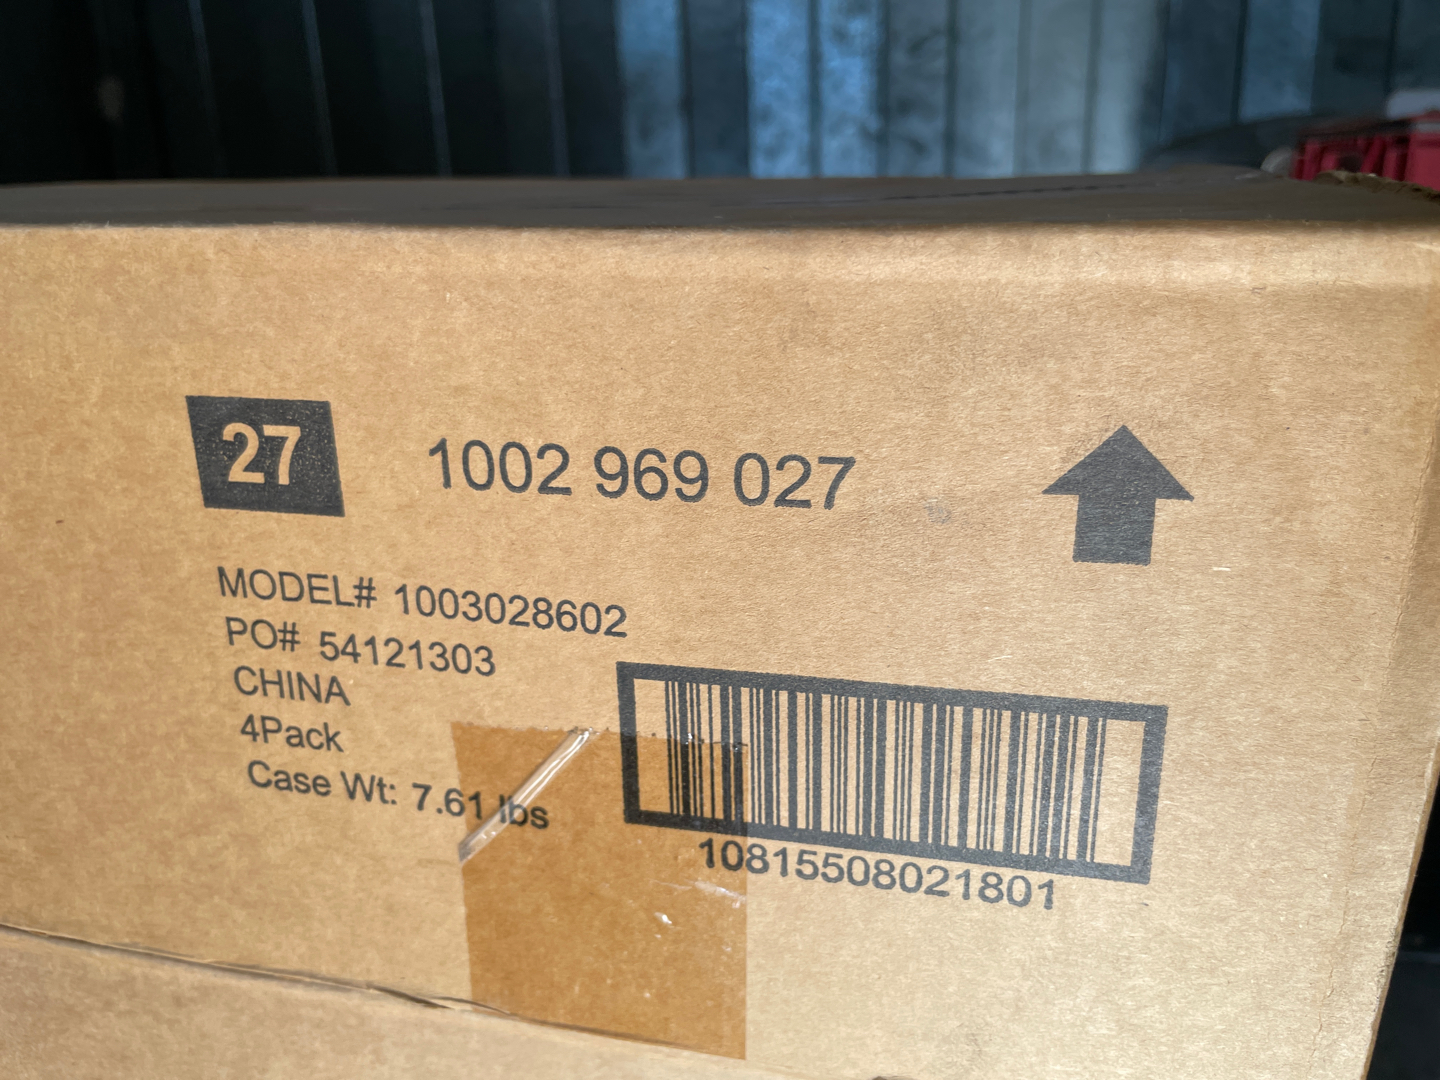 27 1002 969 027
MODEL# 1003028602
PO# 54121303
CHINA
4Pack
Case Wt: 7.61 lbs
10815508021801